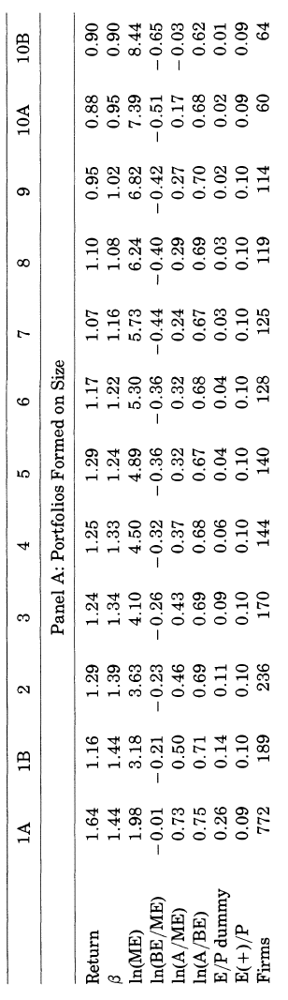 1A 1B 2 3 4 5 6 7 8 9 10A 10B
Panel A: Portfolios Formed on Size
Return 1.64 1.16 1.29 1.24 1.25 1.29 1.17 1.07 1.10 0.95 0.88 0.90
β 1.44 1.44 1.39 1.34 1.33 1.24 1.22 1.16 1.08 1.02 0.95 0.90
ln(ME) 1.98 3.18 3.63 4.10 4.50 4.89 5.30 5.73 6.24 6.82 7.39 8.44
ln(BE/ME) −0.01 −0.21 −0.23 −0.26 −0.32 −0.36 −0.36 −0.44 −0.40 −0.42 −0.51 −0.65
ln(A/ME) 0.73 0.50 0.46 0.43 0.37 0.32 0.32 0.24 0.29 0.27 0.17 −0.03
ln(A/BE) 0.75 0.71 0.69 0.69 0.68 0.67 0.68 0.67 0.69 0.70 0.68 0.62
E/P dummy 0.26 0.14 0.11 0.09 0.06 0.04 0.04 0.03 0.03 0.02 0.02 0.01
E(+)/P 0.09 0.10 0.10 0.10 0.10 0.10 0.10 0.10 0.10 0.10 0.09 0.09
Firms 772 189 236 170 144 140 128 125 119 114 60 64